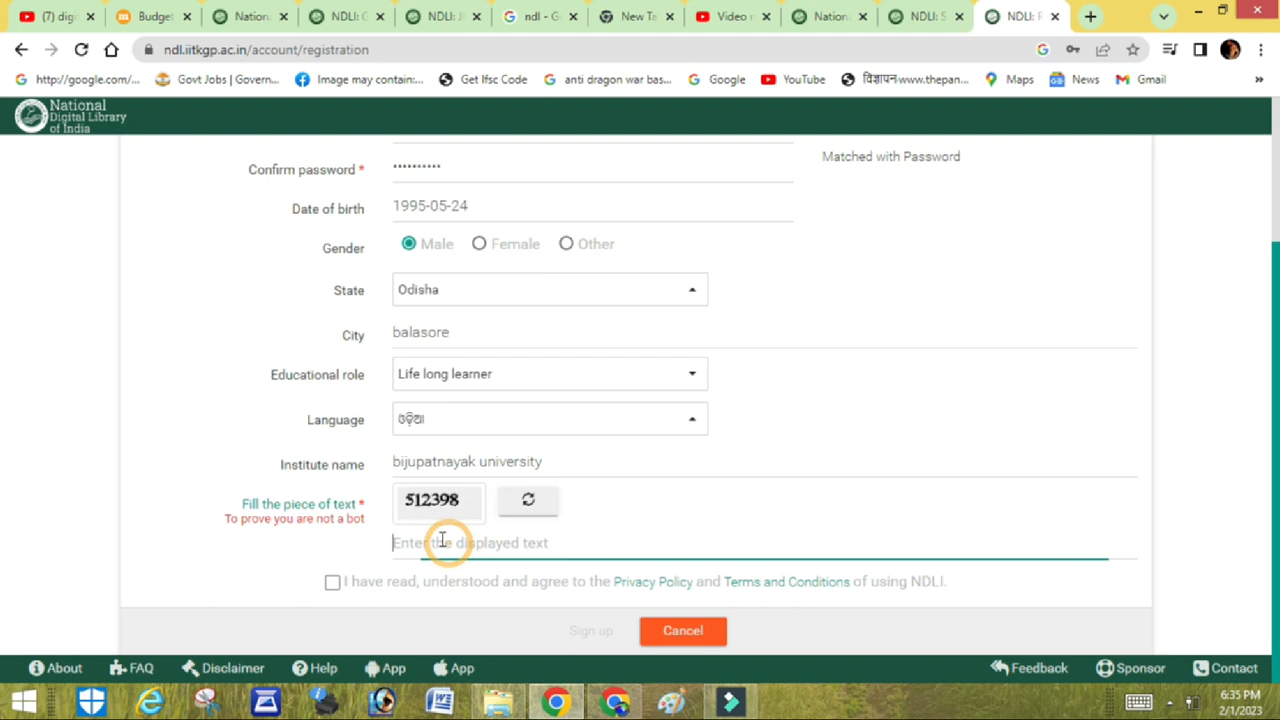 (7) digi
Budget
Nation
NDLI: G
NDLI: J
ndl - G
New Ta
Video r
Nation
NDLI: S
NDLI: F
ndl.iitkgp.ac.in/account/registration
http://google.com/...
Govt Jobs | Govern...
Image may contain:...
Get Ifsc Code
anti dragon war bas...
Google
YouTube
विज्ञापनwww.thepan...
Maps
News
Gmail
National
Digital Library
of India
Confirm password *
••••••••••
Matched with Password
Date of birth
1995-05-24
Gender
Male
Female
Other
State
Odisha
City
balasore
Educational role
Life long learner
Language
ଓଡ଼ିଆ
Institute name
bijupatnayak university
Fill the piece of text *
To prove you are not a bot
512398
Enter the displayed text
I have read, understood and agree to the Privacy Policy and Terms and Conditions of using NDLI.
Sign up
Cancel
About
FAQ
Disclaimer
Help
App
App
Feedback
Sponsor
Contact
6:35 PM
2/1/2023